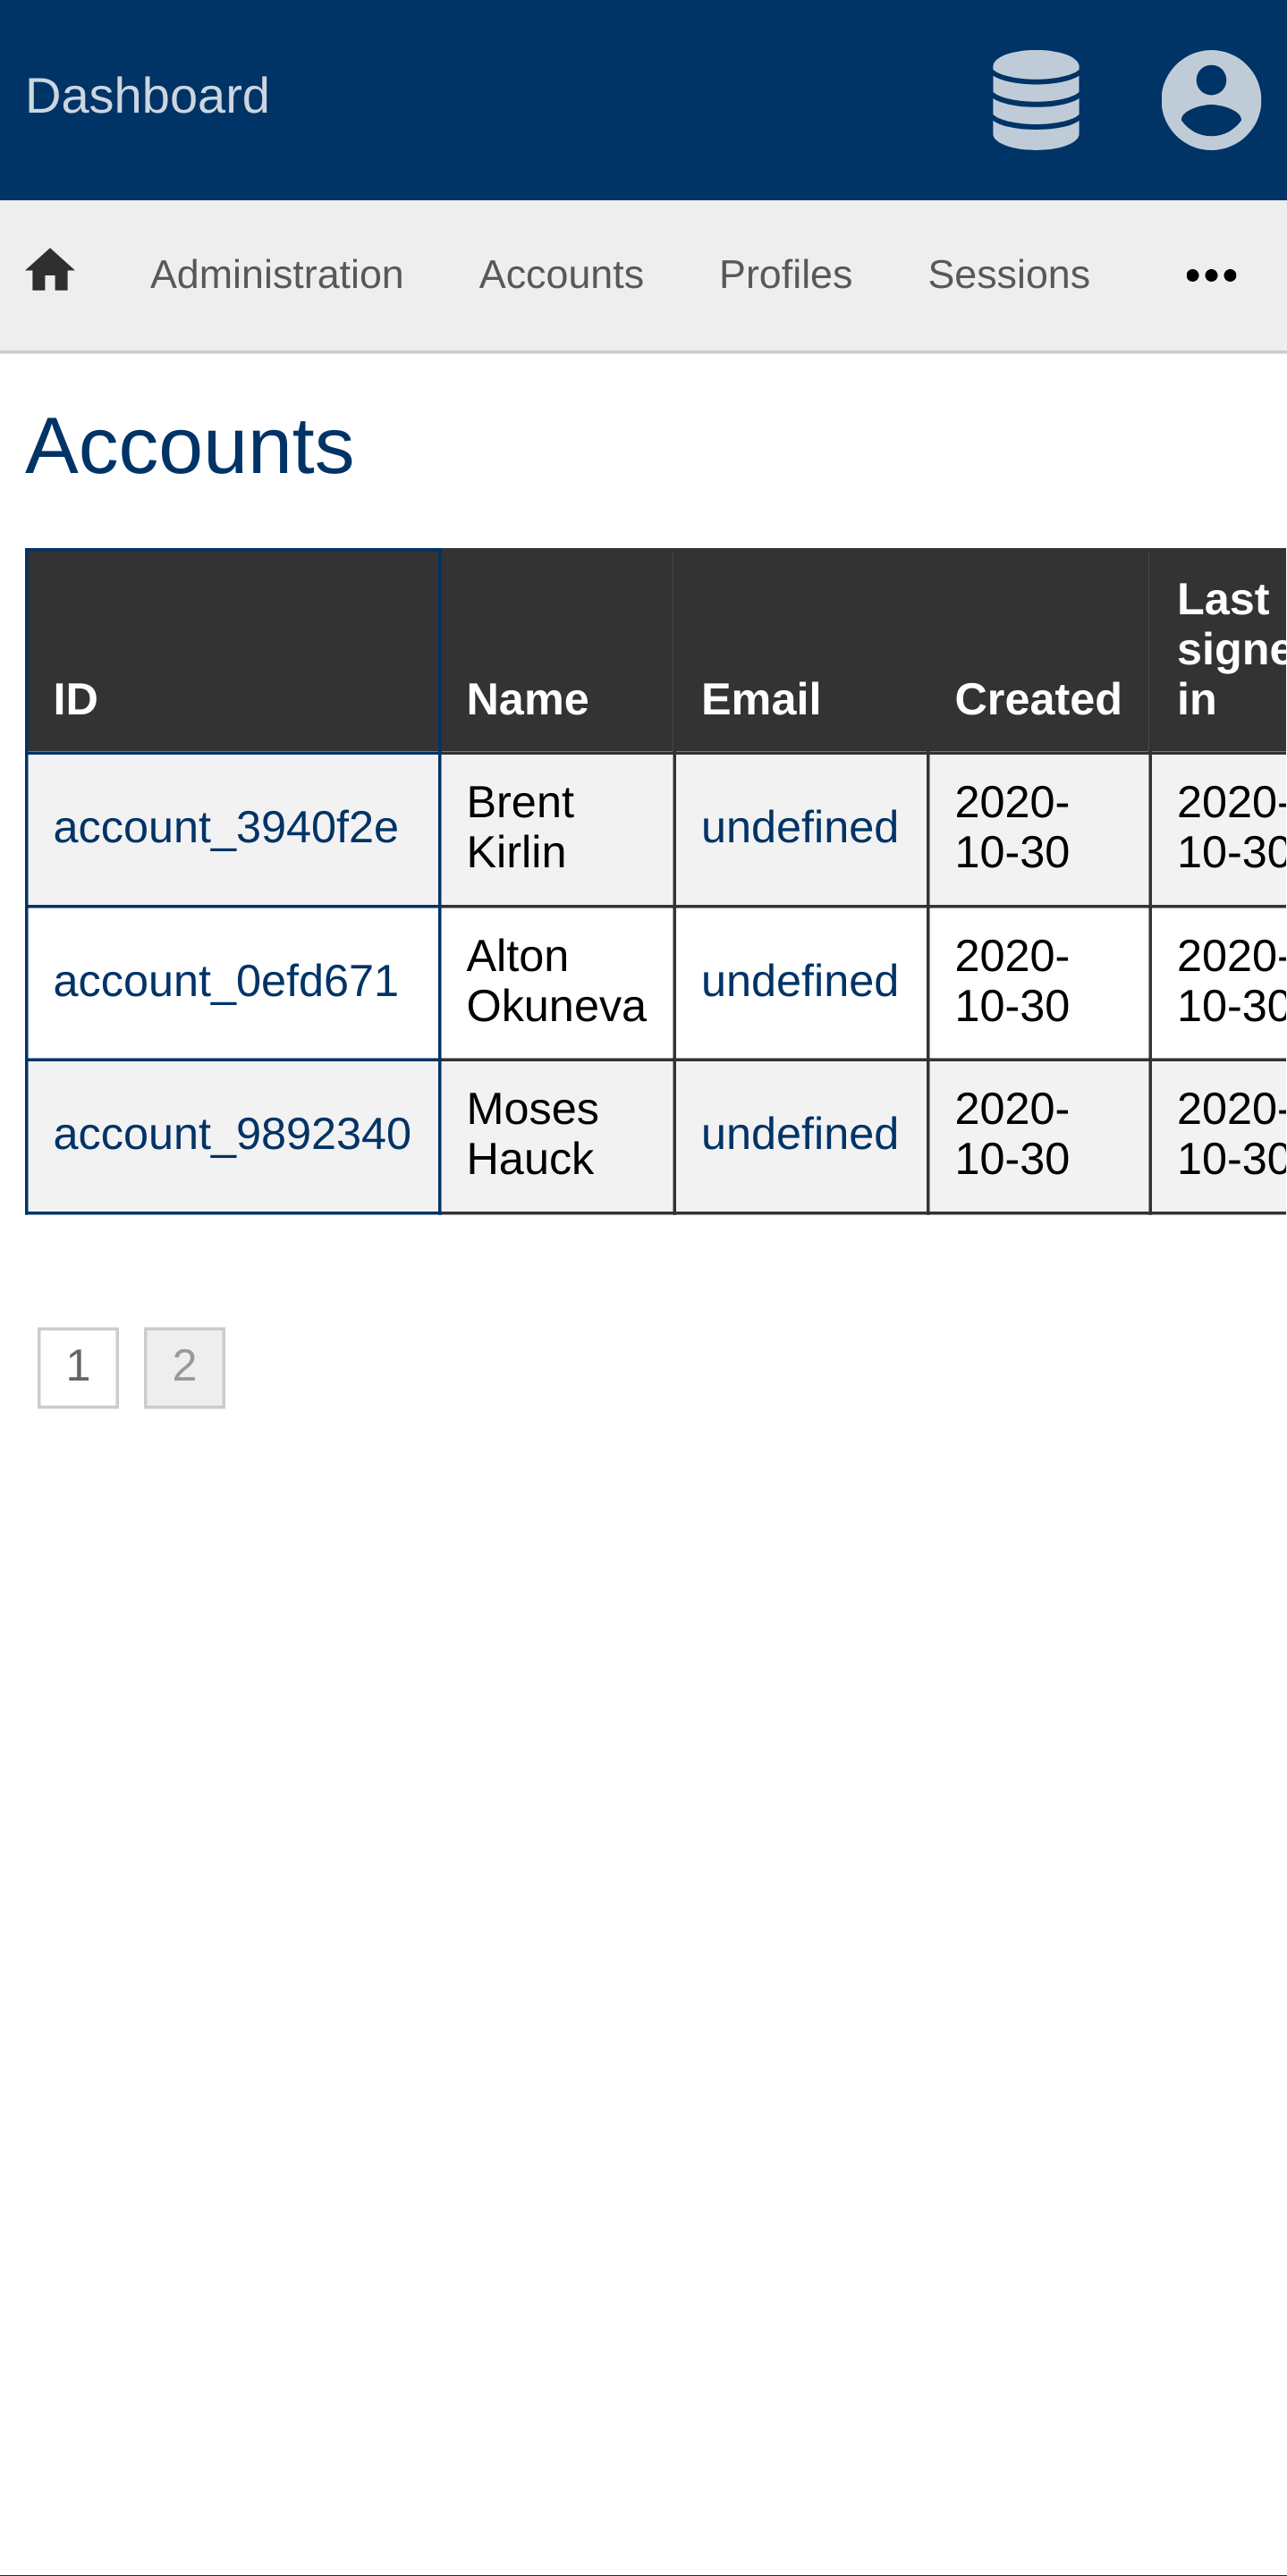 Dashboard
Administration Accounts Profiles Sessions
Accounts
ID Name Email Created Last
signe
in
account_3940f2e Brent
Kirlin undefined 2020-
10-30 2020-
10-30
account_0efd671 Alton
Okuneva undefined 2020-
10-30 2020-
10-30
account_9892340 Moses
Hauck undefined 2020-
10-30 2020-
10-30
1 2